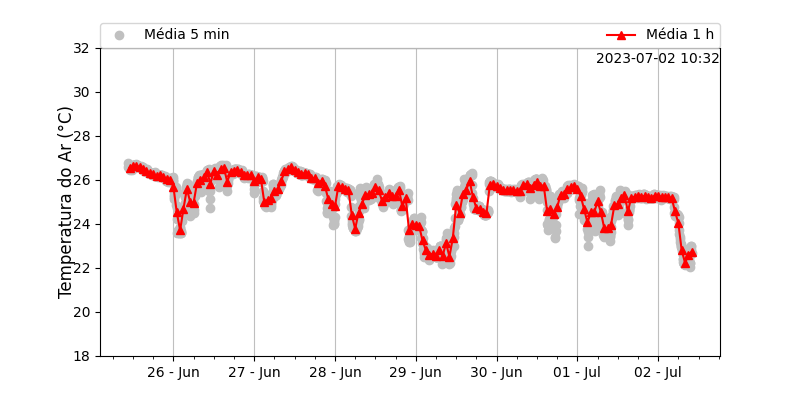 Média 5 min
Média 1 h
2023-07-02 10:32
Temperatura do Ar (°C)
32
30
28
26
24
22
20
18
26 - Jun
27 - Jun
28 - Jun
29 - Jun
30 - Jun
01 - Jul
02 - Jul